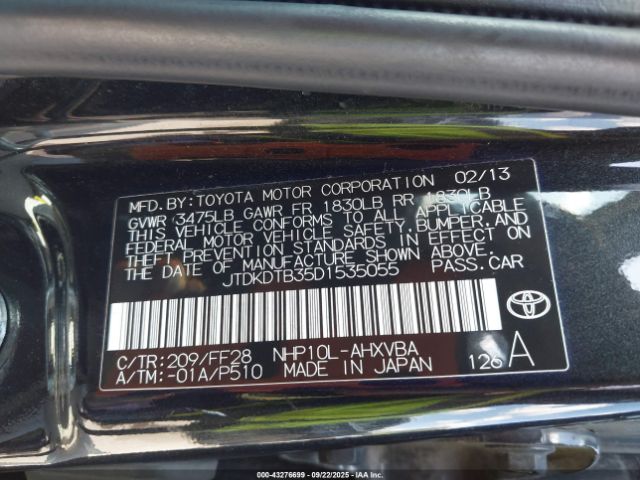 MFD. BY: TOYOTA MOTOR CORPORATION 02/13
GVWR 3475LB GAWR FR 1830LB RR 1830LB
THIS VEHICLE CONFORMS TO ALL APPLICABLE
FEDERAL MOTOR VEHICLE SAFETY, BUMPER, AND
THEFT PREVENTION STANDARDS IN EFFECT ON
THE DATE OF MANUFACTURE SHOWN ABOVE.
JTDKDTB35D1535055 PASS. CAR
C/TR: 209/FF28 NHP10L-AHXVBA
A/TM: -01A/P510 MADE IN JAPAN 126 A
© IAA 000-43276699 09/22/2025 IAAI.com